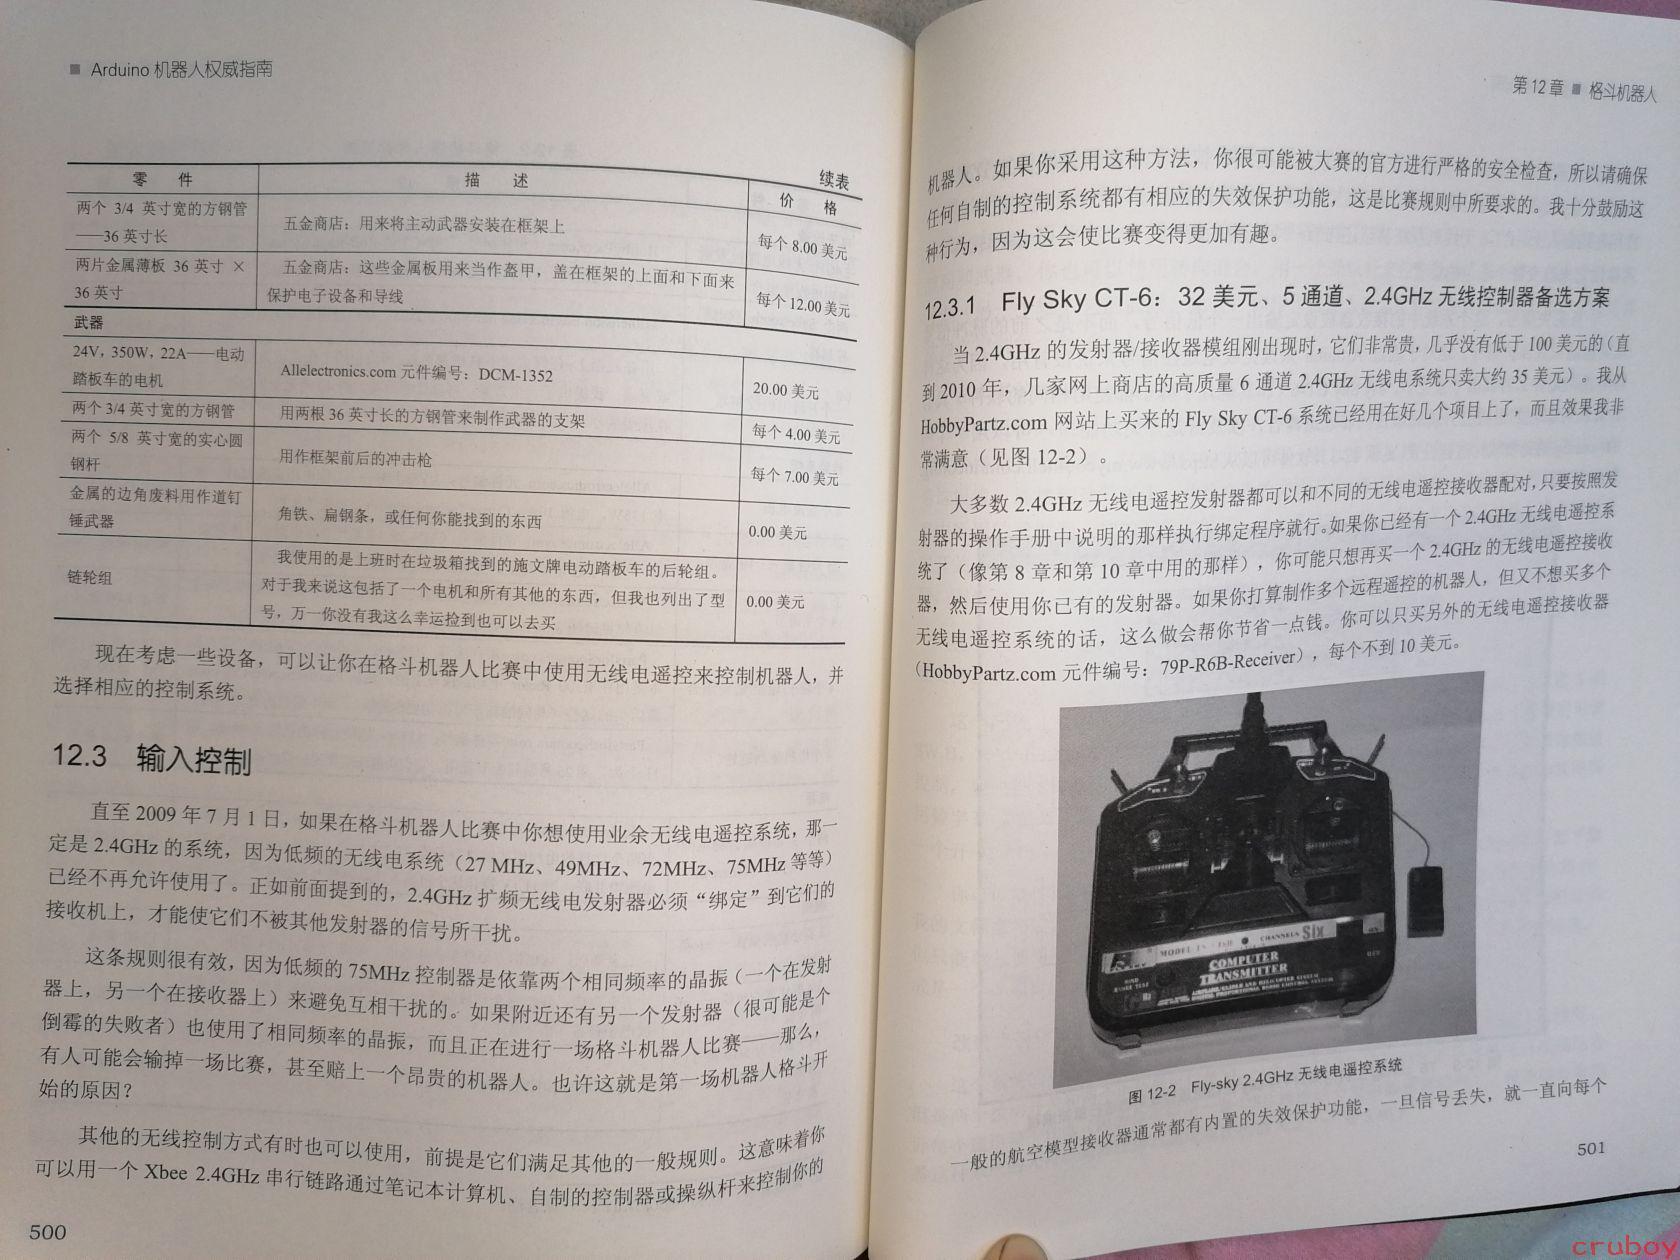 ■ Arduino 机器人权威指南
续表
零 件 描 述 价 格
两个 3/4 英寸宽的方钢管
——36 英寸长
五金商店：用来将主动武器安装在框架上
每个 8.00 美元
两片金属薄板 36 英寸 ×
36 英寸
五金商店：这些金属板用来当作盔甲，盖在框架的上面和下面来
保护电子设备和导线
每个 12.00 美元
武器
24V，350W，22A——电动
踏板车的电机
Allelectronics.com 元件编号：DCM-1352
20.00 美元
两个 3/4 英寸宽的方钢管
用两根 36 英寸长的方钢管来制作武器的支架
每个 4.00 美元
两个 5/8 英寸宽的实心圆
钢杆
用作框架前后的冲击枪
每个 7.00 美元
金属的边角废料用作道钉
锤武器
角铁、扁钢条，或任何你能找到的东西
0.00 美元
链轮组
我使用的是上班时在垃圾箱找到的施文牌电动踏板车的后轮组。
对于我来说这包括了一个电机和所有其他的东西，但我也列出了型
号，万一你没有我这么幸运捡到也可以去买
0.00 美元
现在考虑一些设备，可以让你在格斗机器人比赛中使用无线电遥控来控制机器人，并
选择相应的控制系统。
12.3 输入控制
直至 2009 年 7 月 1 日，如果在格斗机器人比赛中你想使用业余无线电遥控系统，那一
定是 2.4GHz 的系统，因为低频的无线电系统（27 MHz、49MHz、72MHz、75MHz 等等）
已经不再允许使用了。正如前面提到的，2.4GHz 扩频无线电发射器必须“绑定”到它们的
接收机上，才能使它们不被其他发射器的信号所干扰。
这条规则很有效，因为低频的 75MHz 控制器是依靠两个相同频率的晶振（一个在发射
器上，另一个在接收器上）来避免互相干扰的。如果附近还有另一个发射器（很可能是个
倒霉的失败者）也使用了相同频率的晶振，而且正在进行一场格斗机器人比赛——那么，
有人可能会输掉一场比赛，甚至赔上一个昂贵的机器人。也许这就是第一场机器人格斗开
始的原因？
其他的无线控制方式有时也可以使用，前提是它们满足其他的一般规则。这意味着你
可以用一个 Xbee 2.4GHz 串行链路通过笔记本计算机、自制的控制器或操纵杆来控制你的
500
第 12 章 ■ 格斗机器人
机器人。如果你采用这种方法，你很可能被大赛的官方进行严格的安全检查，所以请确保
任何自制的控制系统都有相应的失效保护功能，这是比赛规则中所要求的。我十分鼓励这
种行为，因为这会使比赛变得更加有趣。
12.3.1 Fly Sky CT-6：32 美元、5 通道、2.4GHz 无线控制器备选方案
当 2.4GHz 的发射器/接收器模组刚出现时，它们非常贵，几乎没有低于 100 美元的（直
到 2010 年，几家网上商店的高质量 6 通道 2.4GHz 无线电系统只卖大约 35 美元）。我从
HobbyPartz.com 网站上买来的 Fly Sky CT-6 系统已经用在好几个项目上了，而且效果我非
常满意（见图 12-2）。
大多数 2.4GHz 无线电遥控发射器都可以和不同的无线电遥控接收器配对，只要按照发
射器的操作手册中说明的那样执行绑定程序就行。如果你已经有一个 2.4GHz 无线电遥控系
统了（像第 8 章和第 10 章中用的那样），你可能只想再买一个 2.4GHz 的无线电遥控接收
器，然后使用你已有的发射器。如果你打算制作多个远程遥控的机器人，但又不想买多个
无线电遥控系统的话，这么做会帮你节省一点钱。你可以只买另外的无线电遥控接收器
（HobbyPartz.com 元件编号：79P-R6B-Receiver），每个不到 10 美元。
MODEL
CHANNELS SIX
COMPUTER
TRANSMITTER
图 12-2 Fly-sky 2.4GHz 无线电遥控系统
一般的航空模型接收器通常都有内置的失效保护功能，一旦信号丢失，就一直向每个
501
cruboy